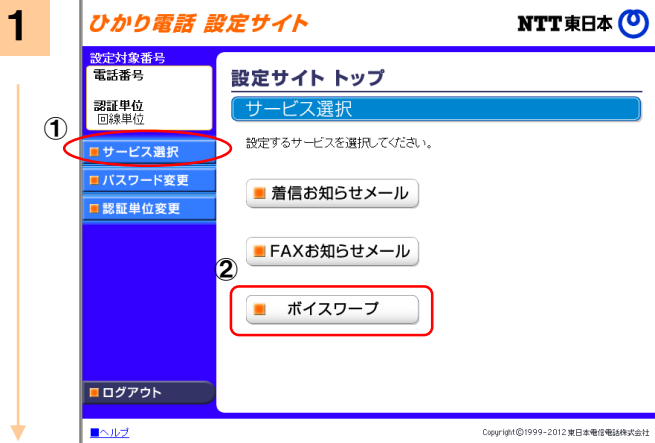 1
ひかり電話 設定サイト
NTT東日本
設定対象番号
電話番号
認証単位
回線単位
①
サービス選択
パスワード変更
認証単位変更
ログアウト
設定サイト トップ
サービス選択
設定するサービスを選択してください。
着信お知らせメール
FAXお知らせメール
②
ボイスワープ
■ヘルプ
Copyright©1999-2012 東日本電信電話株式会社